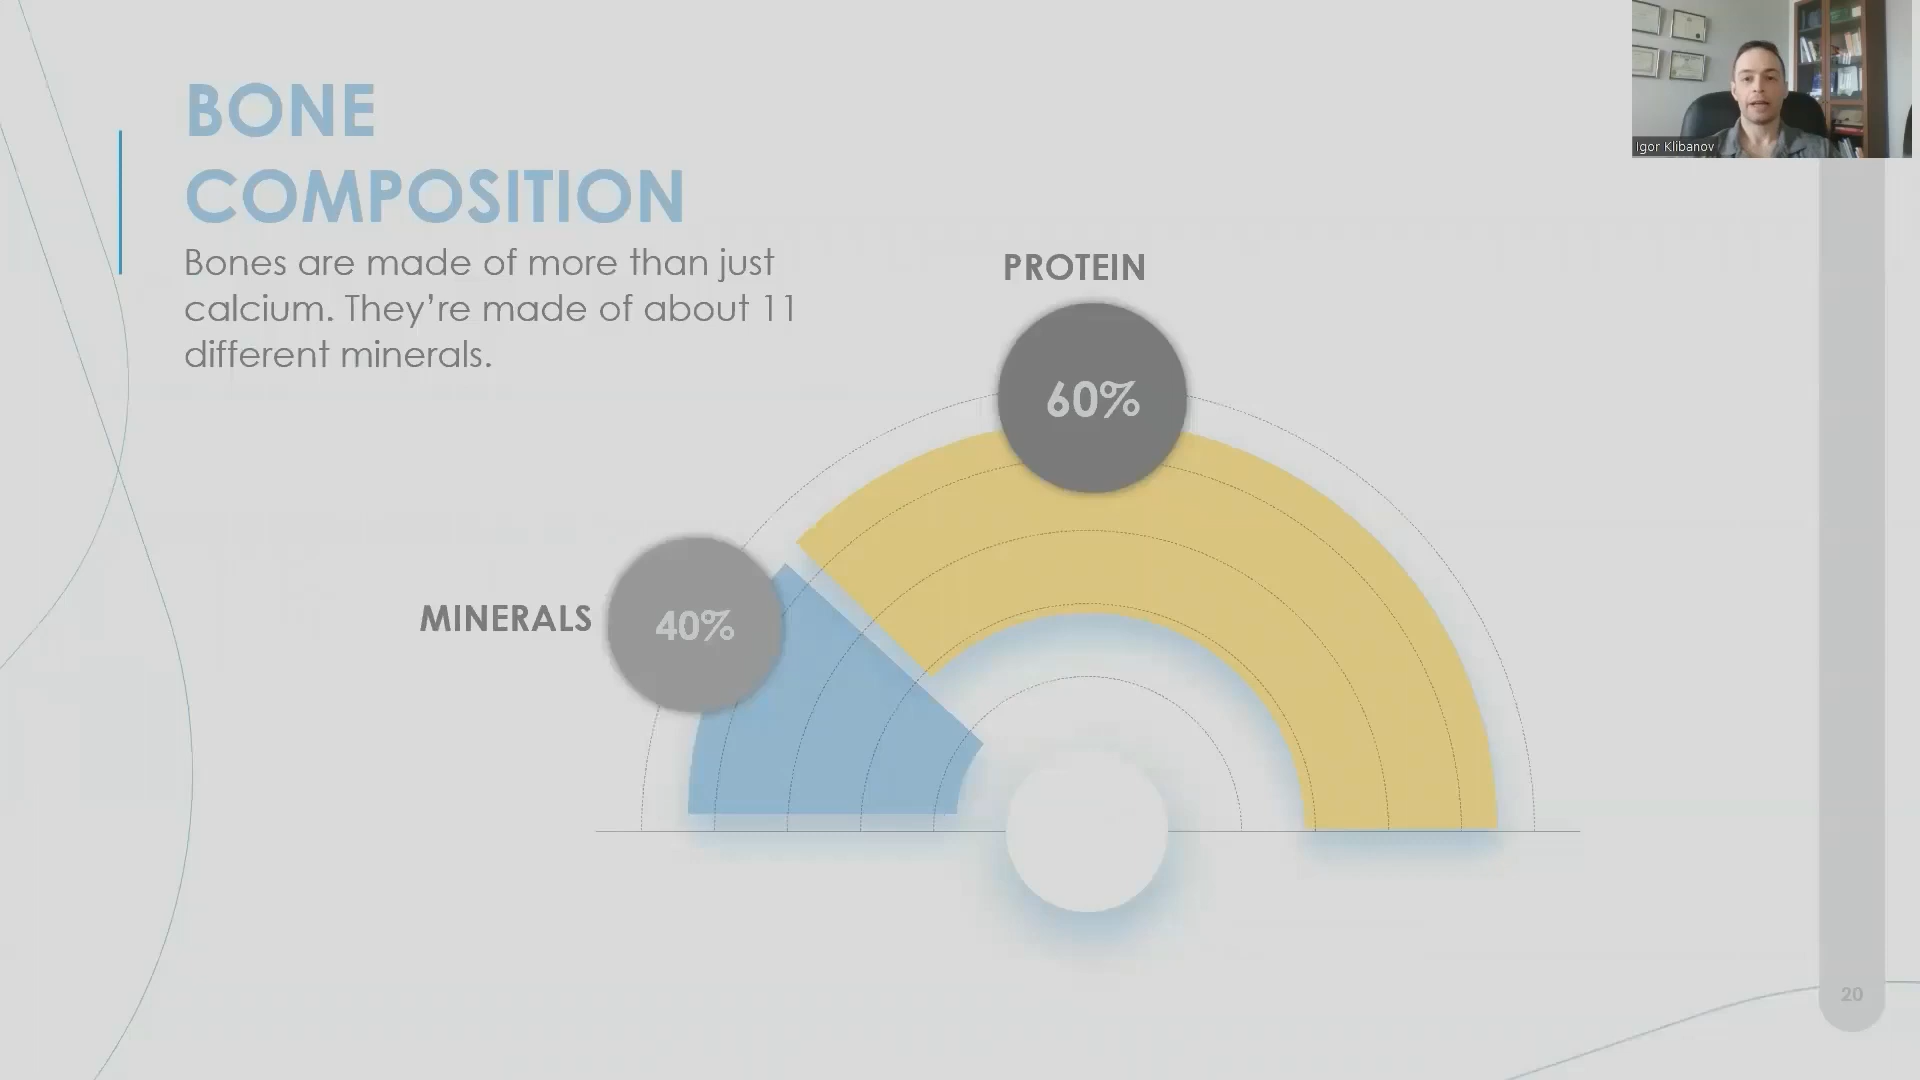 BONE
COMPOSITION
Bones are made of more than just
calcium. They’re made of about 11
different minerals.
PROTEIN
60%
MINERALS
40%
Igor Klibanov
20